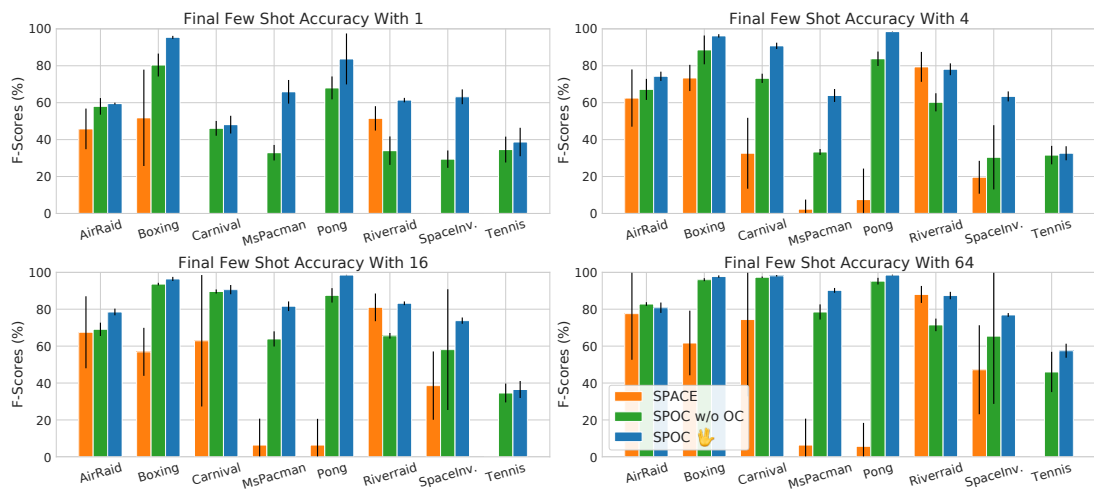 Final Few Shot Accuracy With 1
F-Scores (%)
100
80
60
40
20
0
AirRaid Boxing Carnival MsPacman Pong Riverraid SpaceInv. Tennis
Final Few Shot Accuracy With 4
F-Scores (%)
100
80
60
40
20
0
AirRaid Boxing Carnival MsPacman Pong Riverraid SpaceInv. Tennis
Final Few Shot Accuracy With 16
F-Scores (%)
100
80
60
40
20
0
AirRaid Boxing Carnival MsPacman Pong Riverraid SpaceInv. Tennis
Final Few Shot Accuracy With 64
F-Scores (%)
100
80
60
40
20
0
SPACE
SPOC w/o OC
SPOC 🖖
AirRaid Boxing Carnival MsPacman Pong Riverraid SpaceInv. Tennis